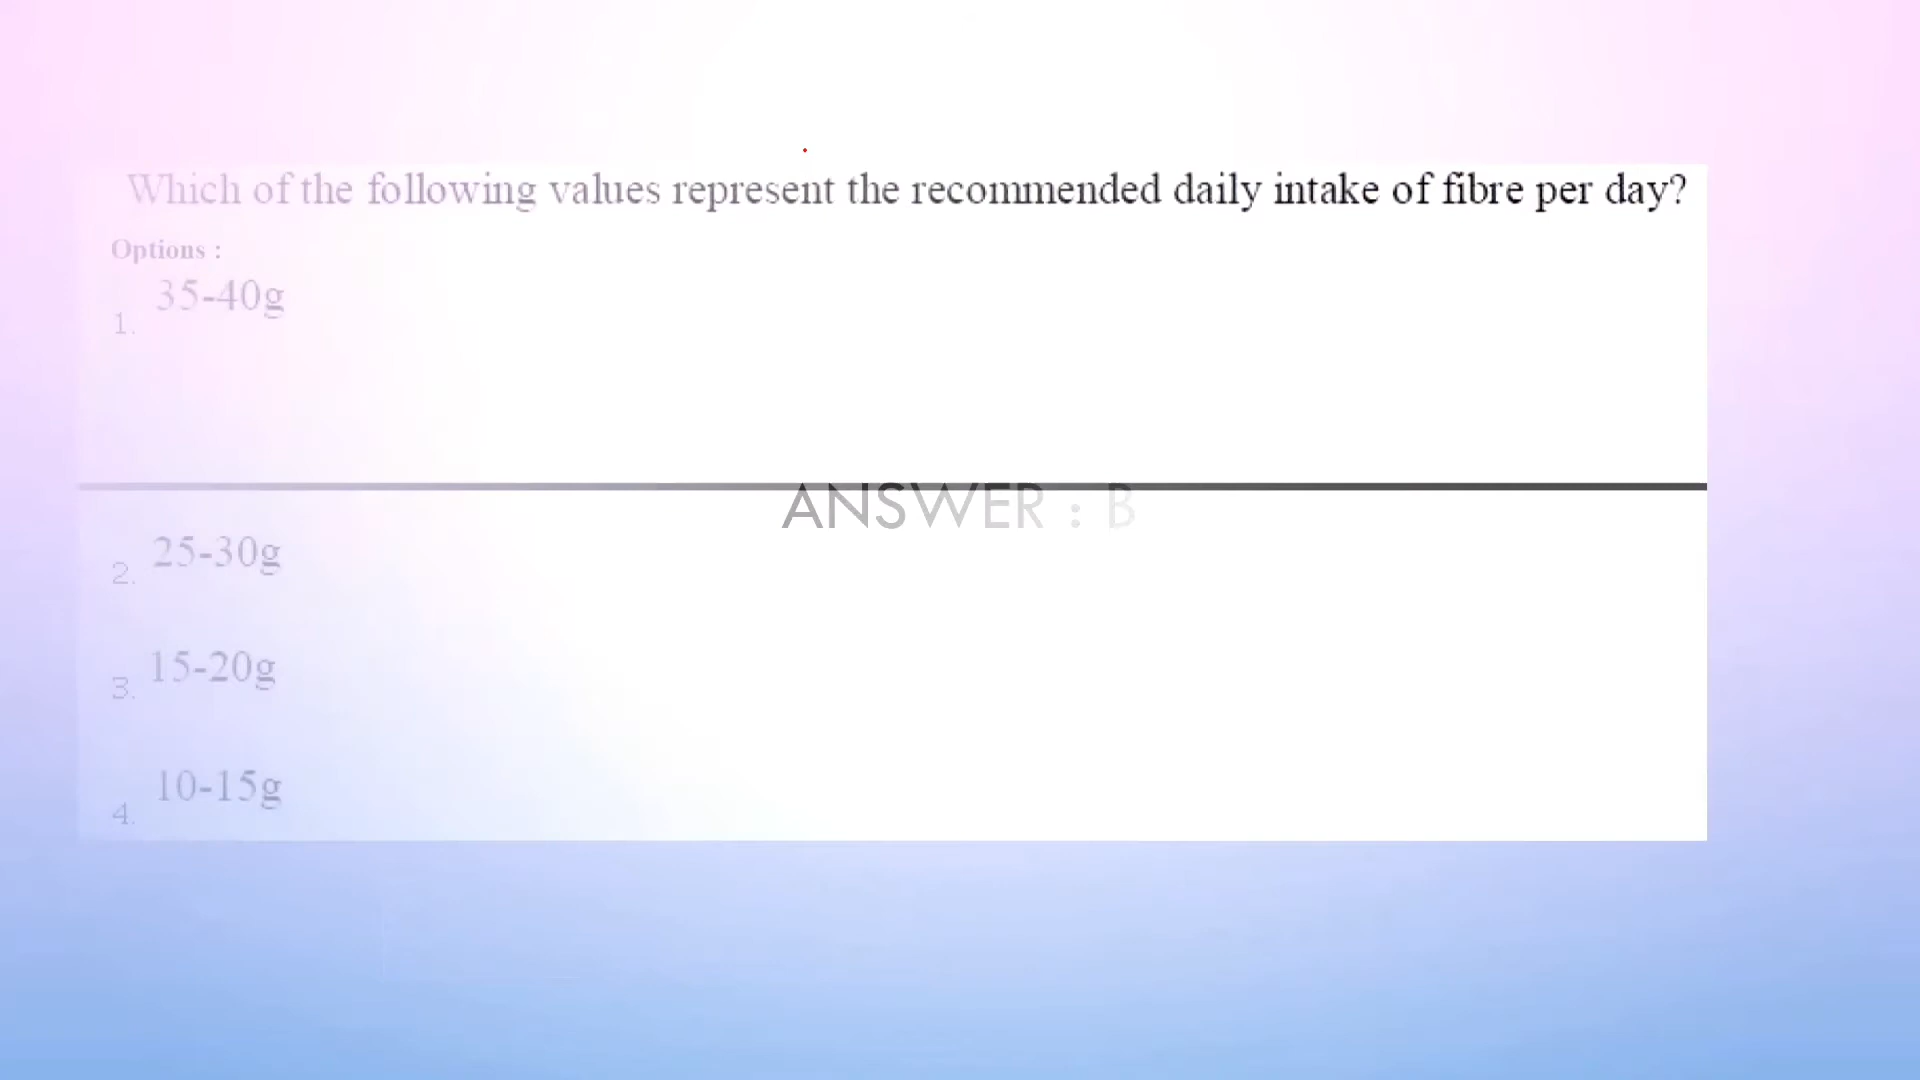 Which of the following values represent the recommended daily intake of fibre per day?
Options :
1. 35-40g
ANSWER : B
2. 25-30g
3. 15-20g
4. 10-15g